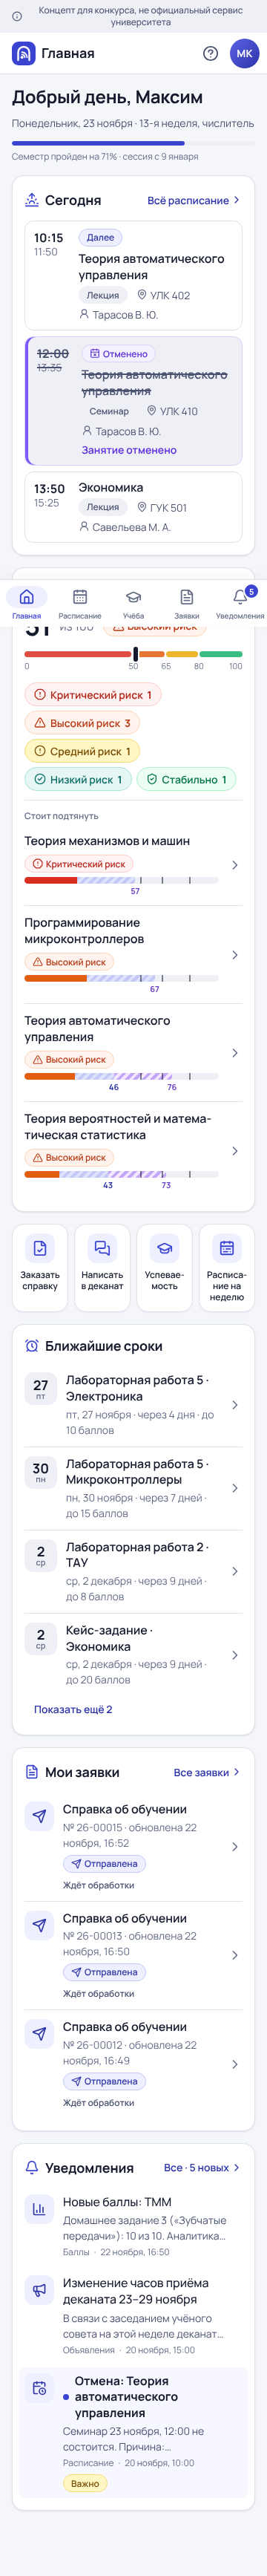 Концепт для конкурса, не официальный сервис
университета
Главная
МК
Добрый день, Максим
Понедельник, 23 ноября · 13-я неделя, числитель
Семестр пройден на 71% · сессия с 9 января
Сегодня
Всё расписание
10:15
11:50
Далее
Теория автоматического
управления
Лекция
УЛК 402
Тарасов В. Ю.
12:00
13:35
Отменено
Теория автоматического
управления
Семинар
УЛК 410
Тарасов В. Ю.
Занятие отменено
13:50
15:25
Экономика
Лекция
ГУК 501
Савельева М. А.
Главная
Расписание
Учёба
Заявки
Уведомления
5
51 из 100
Высокий риск
0
50
65
80
100
Критический риск 1
Высокий риск 3
Средний риск 1
Низкий риск 1
Стабильно 1
Стоит подтянуть
Теория механизмов и машин
Критический риск
57
Программирование
микроконтроллеров
Высокий риск
67
Теория автоматического
управления
Высокий риск
46
76
Теория вероятностей и матема-
тическая статистика
Высокий риск
43
73
Заказать
справку
Написать
в деканат
Успевае-
мость
Расписа-
ние на
неделю
Ближайшие сроки
27
пт
Лабораторная работа 5 ·
Электроника
пт, 27 ноября · через 4 дня · до
10 баллов
30
пн
Лабораторная работа 5 ·
Микроконтроллеры
пн, 30 ноября · через 7 дней ·
до 15 баллов
2
ср
Лабораторная работа 2 ·
ТАУ
ср, 2 декабря · через 9 дней ·
до 8 баллов
2
ср
Кейс-задание ·
Экономика
ср, 2 декабря · через 9 дней ·
до 20 баллов
Показать ещё 2
Мои заявки
Все заявки
Справка об обучении
№ 26-00015 · обновлена 22
ноября, 16:52
Отправлена
Ждёт обработки
Справка об обучении
№ 26-00013 · обновлена 22
ноября, 16:50
Отправлена
Ждёт обработки
Справка об обучении
№ 26-00012 · обновлена 22
ноября, 16:49
Отправлена
Ждёт обработки
Уведомления
Все · 5 новых
Новые баллы: ТММ
Домашнее задание 3 («Зубчатые
передачи»): 10 из 10. Аналитика…
Баллы · 22 ноября, 16:50
Изменение часов приёма
деканата 23–29 ноября
В связи с заседанием учёного
совета на этой неделе деканат…
Объявления · 20 ноября, 15:00
Отмена: Теория
автоматического
управления
Семинар 23 ноября, 12:00 не
состоится. Причина:…
Расписание · 20 ноября, 10:00
Важно